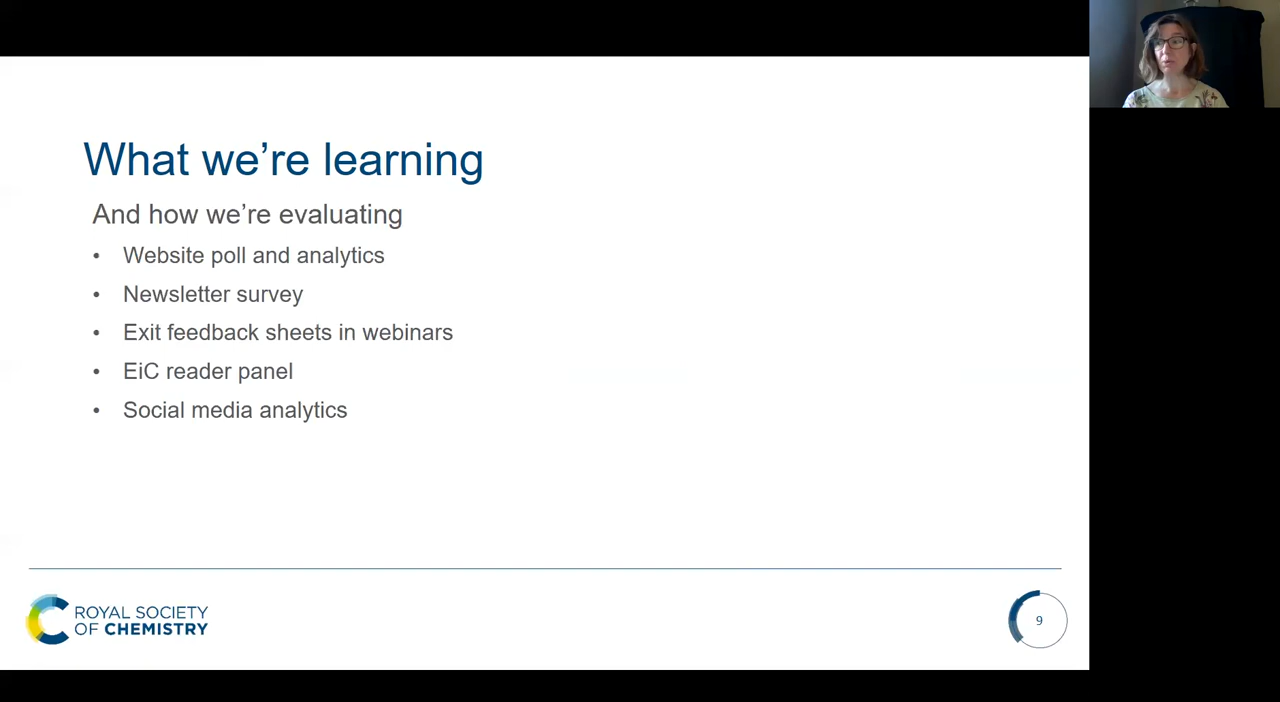 What we're learning
And how we're evaluating
• Website poll and analytics
• Newsletter survey
• Exit feedback sheets in webinars
• EiC reader panel
• Social media analytics
ROYAL SOCIETY
OF CHEMISTRY
9